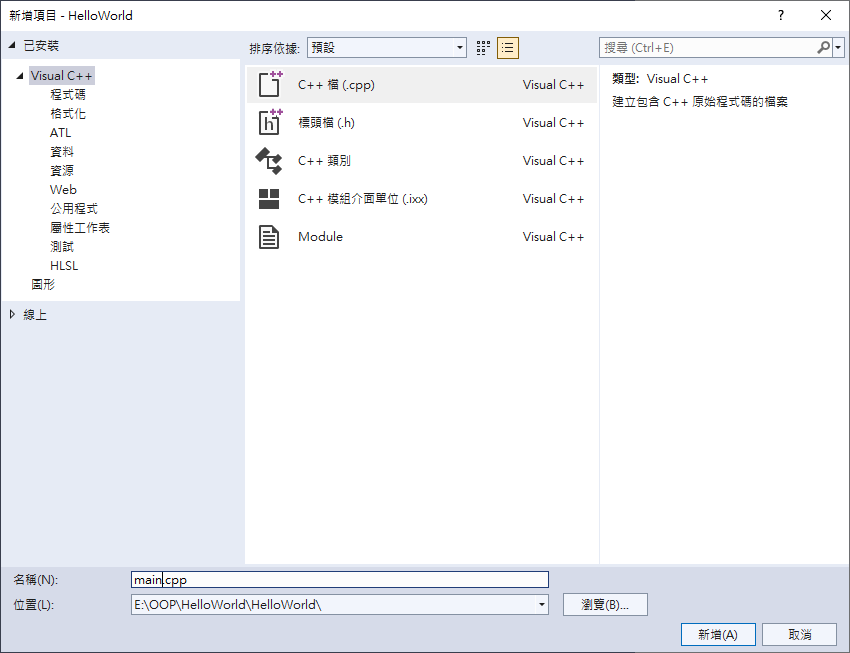 新增項目 - HelloWorld
?
已安裝
排序依據: 預設
搜尋 (Ctrl+E)
Visual C++
程式碼
格式化
ATL
資料
資源
Web
公用程式
屬性工作表
測試
HLSL
圖形
線上
C++ 檔 (.cpp) Visual C++
標頭檔 (.h) Visual C++
C++ 類別 Visual C++
C++ 模組介面單位 (.ixx) Visual C++
Module Visual C++
類型: Visual C++
建立包含 C++ 原始程式碼的檔案
名稱(N): main.cpp
位置(L): E:\OOP\HelloWorld\HelloWorld\ 瀏覽(B)...
新增(A) 取消